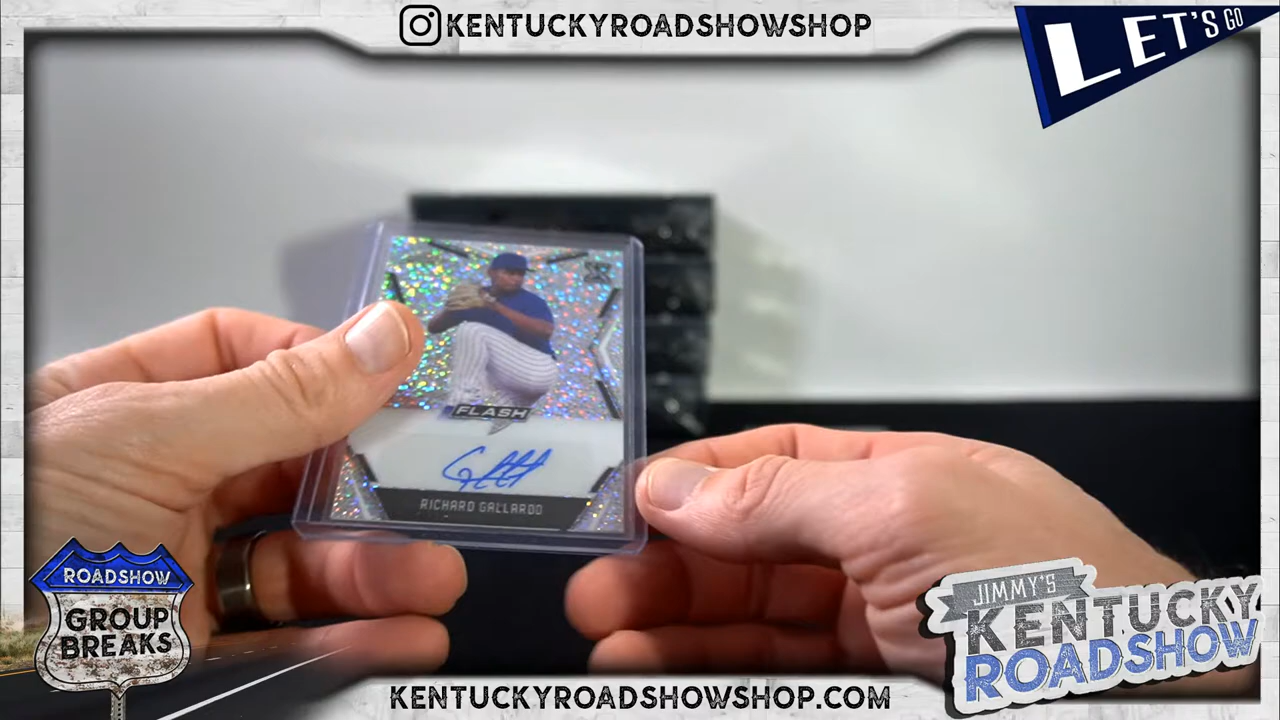 KENTUCKYROADSHOWSHOP
LET'S GO
FLASH
RICHARD GALLARDO
ROADSHOW
GROUP
BREAKS
JIMMY'S
KENTUCKY
ROADSHOW
KENTUCKYROADSHOWSHOP.COM